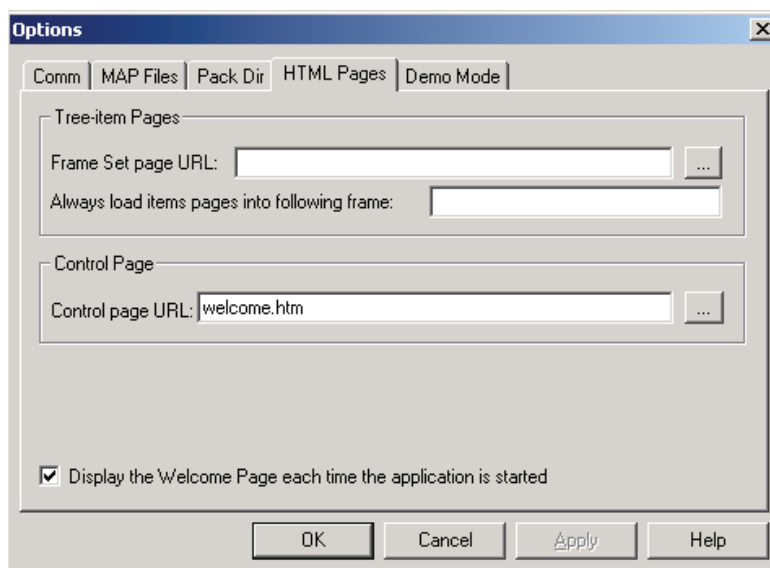 Options
Comm MAP Files Pack Dir HTML Pages Demo Mode
Tree-item Pages
Frame Set page URL: ...
Always load items pages into following frame:
Control Page
Control page URL: welcome.htm ...
Display the Welcome Page each time the application is started
OK Cancel Apply Help